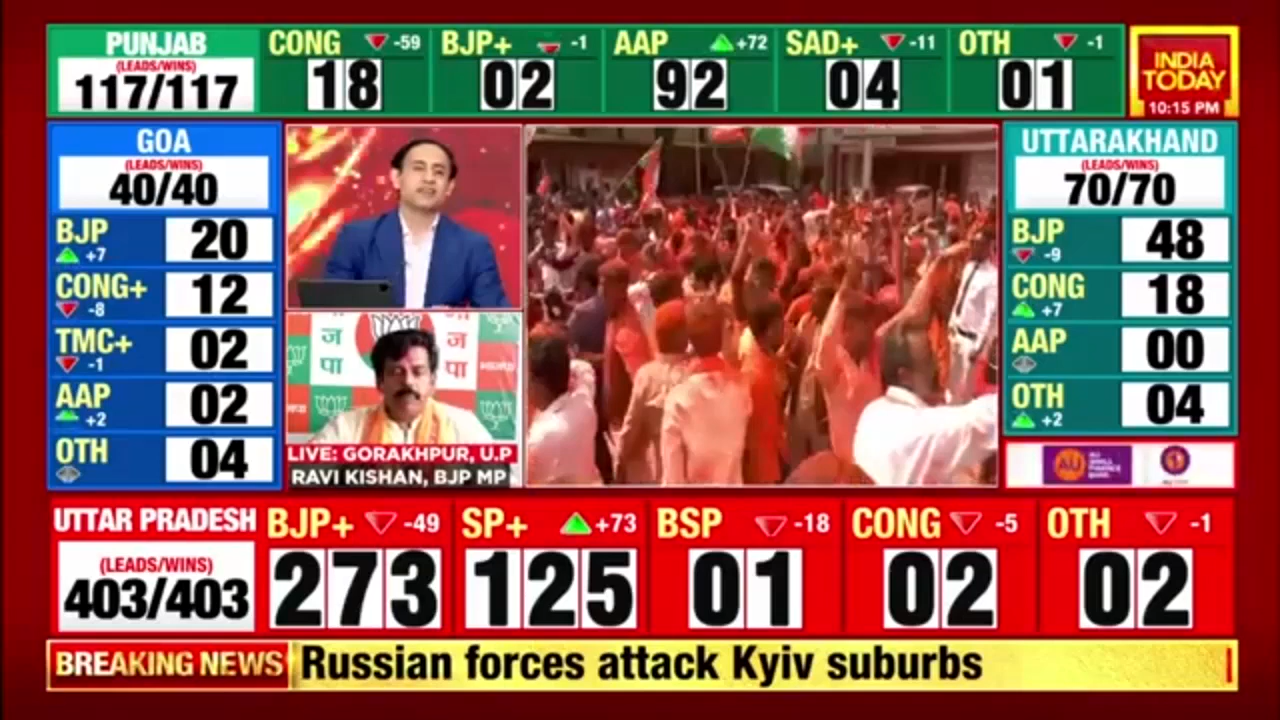 PUNJAB
(LEADS/WINS)
117/117
CONG -59
18
BJP+ -1
02
AAP +72
92
SAD+ -11
04
OTH -1
01
INDIA
TODAY
10:15 PM
GOA
(LEADS/WINS)
40/40
BJP
+7
20
CONG+
-8
12
TMC+
-1
02
AAP
+2
02
OTH
04
ज
पा
ज
पा
LIVE: GORAKHPUR, U.P
RAVI KISHAN, BJP MP
UTTARAKHAND
(LEADS/WINS)
70/70
BJP
-9
48
CONG
+7
18
AAP
00
OTH
+2
04
AU
UTTAR PRADESH
(LEADS/WINS)
403/403
BJP+ -49
273
SP+ +73
125
BSP -18
01
CONG -5
02
OTH -1
02
BREAKING NEWS
Russian forces attack Kyiv suburbs